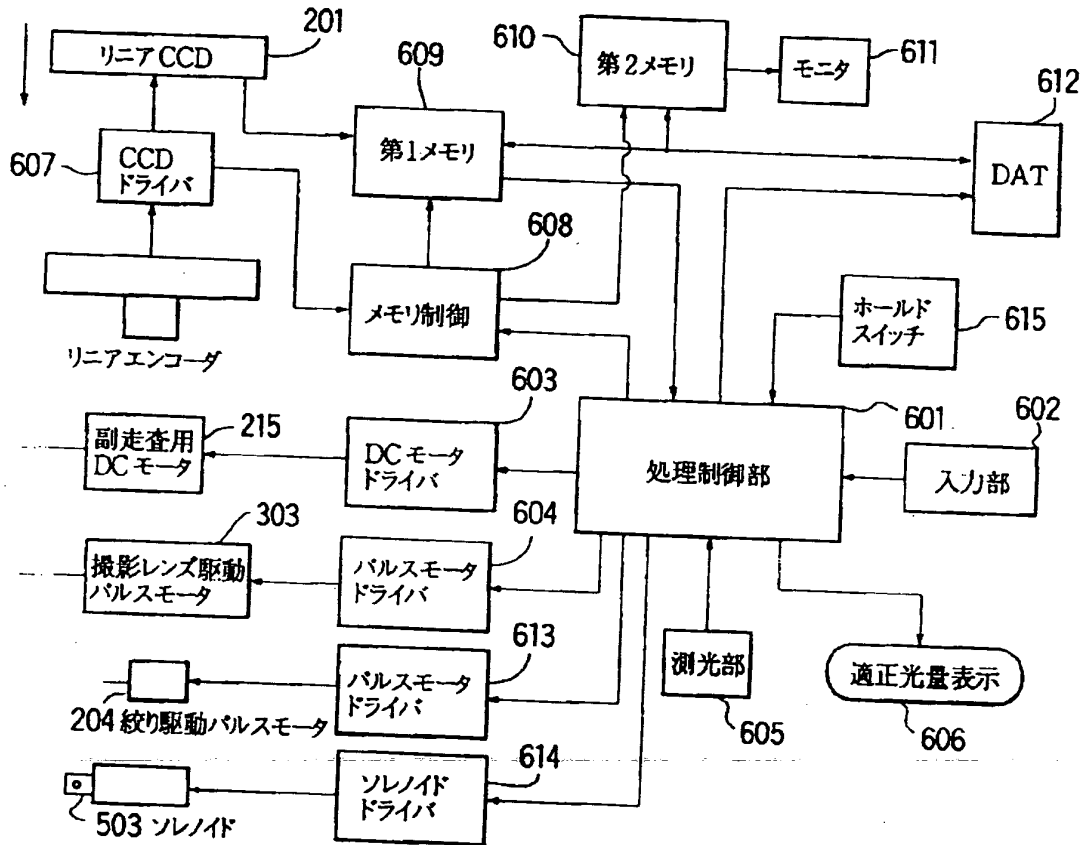 201
リニアCCD
609
610
第2メモリ
モニタ
611
612
607
CCD
ドライバ
第1メモリ
DAT
608
メモリ制御
ホールド
スイッチ
615
リニアエンコーダ
603
601
602
副走査用
DCモータ
215
DCモータ
ドライバ
処理制御部
入力部
303
604
撮影レンズ駆動
パルスモータ
パルスモータ
ドライバ
613
測光部
適正光量表示
パルスモータ
ドライバ
204 絞り駆動パルスモータ
605
606
614
ソレノイド
ドライバ
503 ソレノイド